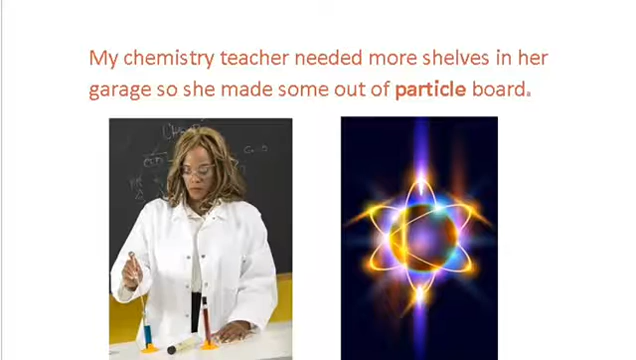 My chemistry teacher needed more shelves in her
garage so she made some out of particle board.